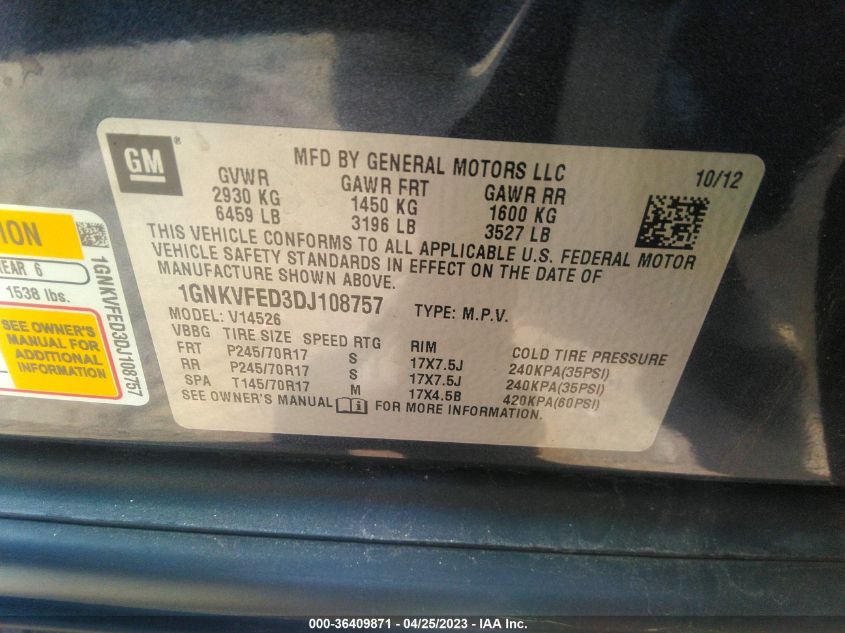 GM ®
MFD BY GENERAL MOTORS LLC
10/12
GVWR GAWR FRT GAWR RR
2930 KG 1450 KG 1600 KG
6459 LB 3196 LB 3527 LB
THIS VEHICLE CONFORMS TO ALL APPLICABLE U.S. FEDERAL MOTOR
VEHICLE SAFETY STANDARDS IN EFFECT ON THE DATE OF
MANUFACTURE SHOWN ABOVE.
1GNKVFED3DJ108757 TYPE: M.P.V.
MODEL: V14526
VBBG TIRE SIZE SPEED RTG RIM COLD TIRE PRESSURE
FRT P245/70R17 S 17X7.5J 240KPA(35PSI)
RR P245/70R17 S 17X7.5J 240KPA(35PSI)
SPA T145/70R17 M 17X4.5B 420KPA(60PSI)
SEE OWNER'S MANUAL FOR MORE INFORMATION.
ION
EAR 6
1538 lbs.
SEE OWNER'S
MANUAL FOR
ADDITIONAL
INFORMATION
1GNKVFED3DJ108757
000-36409871 - 04/25/2023 - IAA Inc.